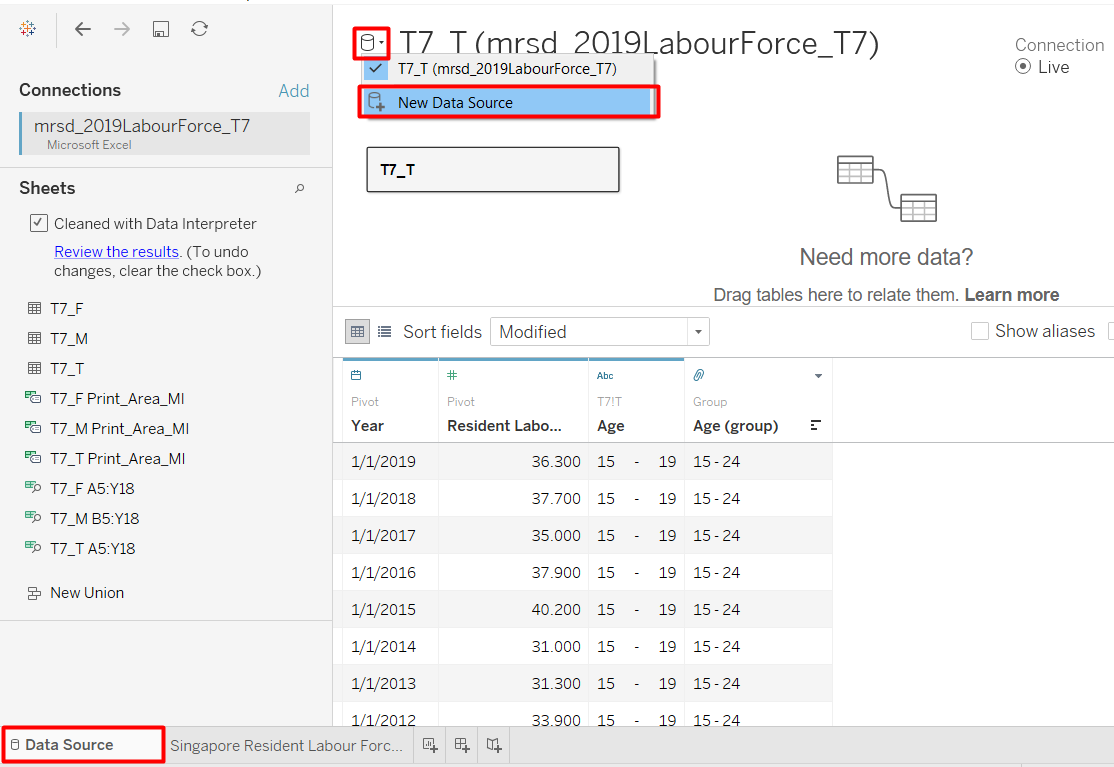 T7_T (mrsd_2019LabourForce_T7)
Connection
Live
T7_T (mrsd_2019LabourForce_T7)
New Data Source
Connections
Add
mrsd_2019LabourForce_T7
Microsoft Excel
Sheets
Cleaned with Data Interpreter
Review the results. (To undo
changes, clear the check box.)
T7_F
T7_M
T7_T
T7_F Print_Area_MI
T7_M Print_Area_MI
T7_T Print_Area_MI
T7_F A5:Y18
T7_M B5:Y18
T7_T A5:Y18
New Union
T7_T
Need more data?
Drag tables here to relate them. Learn more
Sort fields Modified Show aliases
Abc
Pivot Pivot T7!T Group
Year Resident Labo... Age Age (group)
1/1/2019 36.300 15 - 19 15-24
1/1/2018 37.700 15 - 19 15-24
1/1/2017 35.000 15 - 19 15-24
1/1/2016 37.900 15 - 19 15-24
1/1/2015 40.200 15 - 19 15-24
1/1/2014 31.000 15 - 19 15-24
1/1/2013 31.300 15 - 19 15-24
1/1/2012 33.900 15 - 19 15-24
Data Source Singapore Resident Labour Forc...